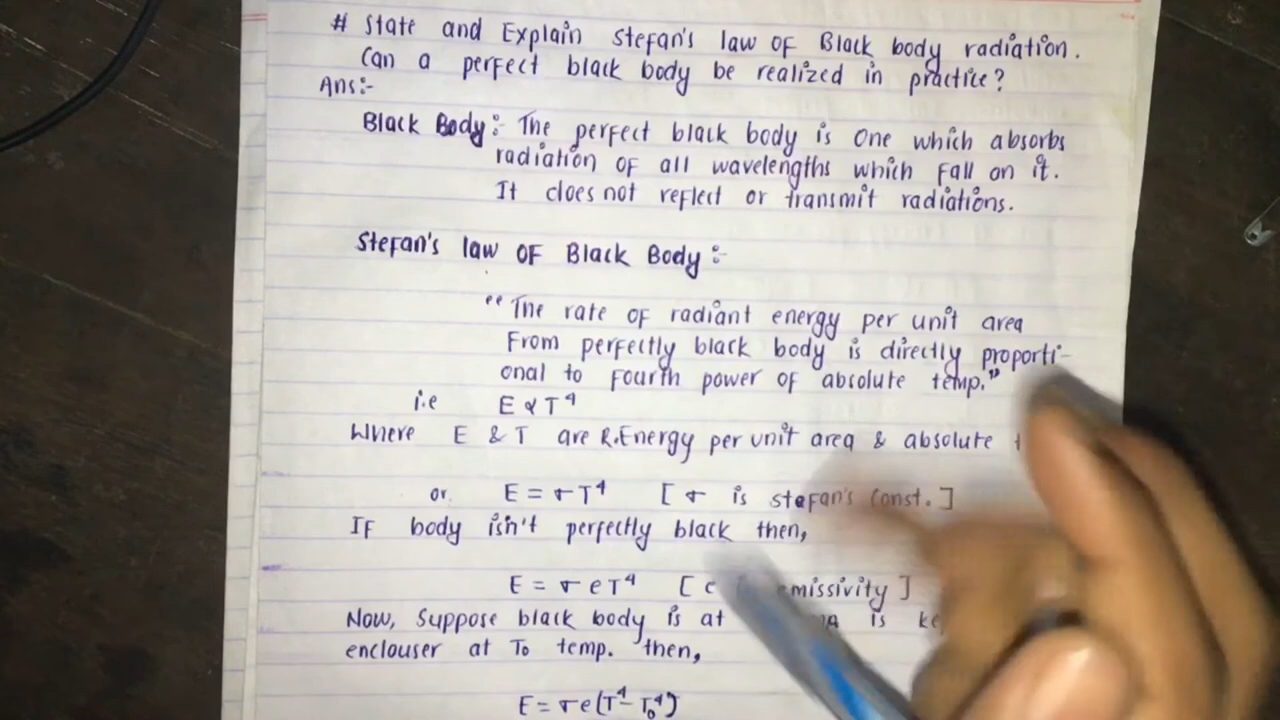 # State and Explain Stefan's law OF Black body radiation.
Can a perfect black body be realized in practice?
Ans:-
Black Body:- The perfect black body is one which absorbs
radiation of all wavelengths which fall on it.
It does not reflect or transmit radiations.
Stefan's law OF Black Body:-
"The rate of radiant energy per unit area
From perfectly black body is directly proporti-
onal to fourth power of absolute temp."
i.e E ∝ T⁴
Where E & T are R.Energy per unit area & absolute
or. E = σT⁴ [ σ is stefan's Const. ]
If body isn't perfectly black then,
E = σeT⁴ [ e emissivity ]
Now, Suppose black body is at is
enclouser at T₀ temp. then,
E = σe(T⁴- T₀⁴)